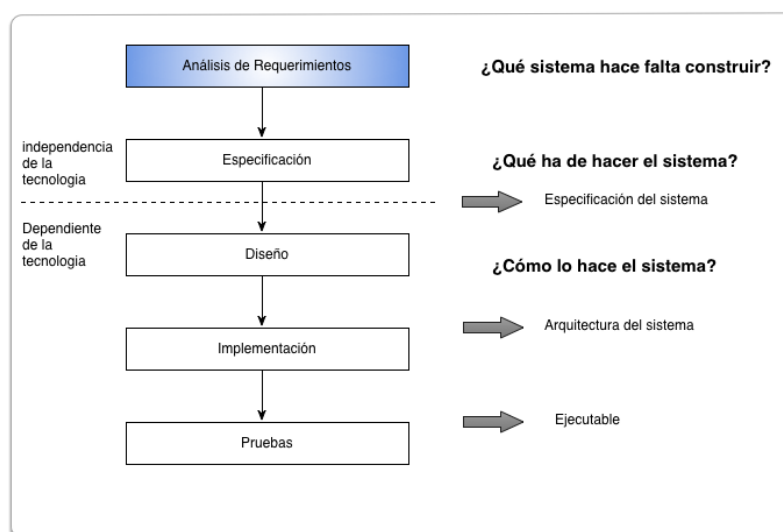 Análisis de Requerimientos
¿Qué sistema hace falta construir?
independencia
de la
tecnologia
Especificación
¿Qué ha de hacer el sistema?
Especificación del sistema
Dependiente
de la
tecnologia
Diseño
¿Cómo lo hace el sistema?
Implementación
Arquitectura del sistema
Ejecutable
Pruebas